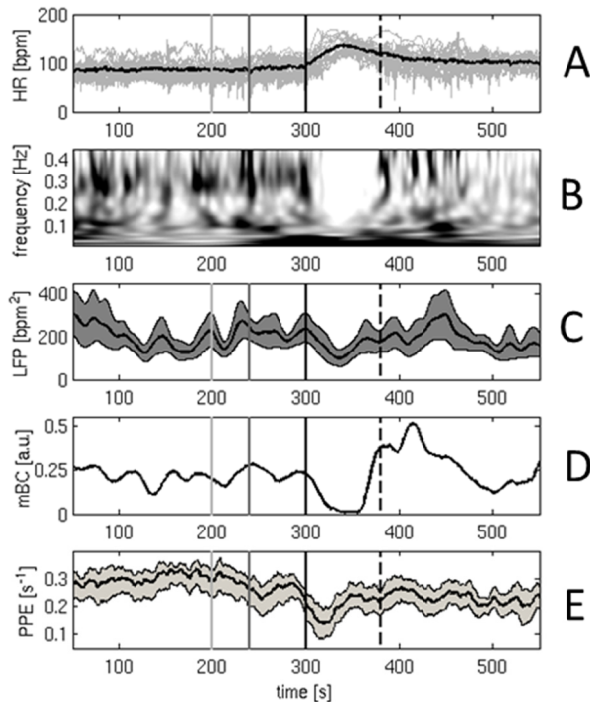 200
HR [bpm]
100
0
100 200 300 400 500
A
frequency [Hz]
0.4
0.3
0.2
0.1
100 200 300 400 500
B
LFP [bpm²]
400
200
0
100 200 300 400 500
C
mBC [a.u]
0.5
0.25
0
100 200 300 400 500
D
PPE [s⁻¹]
0.3
0.2
0.1
100 200 300 400 500
E
time [s]